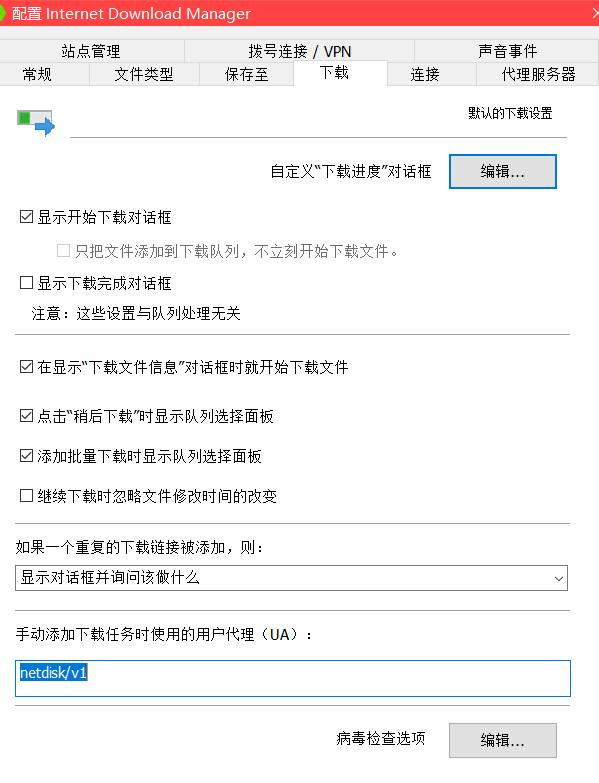 配置 Internet Download Manager
站点管理 拨号连接 / VPN 声音事件
常规 文件类型 保存至 下载 连接 代理服务器
默认的下载设置
自定义“下载进度”对话框 编辑...
显示开始下载对话框
只把文件添加到下载队列，不立刻开始下载文件。
显示下载完成对话框
注意：这些设置与队列处理无关
在显示“下载文件信息”对话框时就开始下载文件
点击“稍后下载”时显示队列选择面板
添加批量下载时显示队列选择面板
继续下载时忽略文件修改时间的改变
如果一个重复的下载链接被添加，则：
显示对话框并询问该做什么
手动添加下载任务时使用的用户代理（UA）：
netdisk/v1
病毒检查选项 编辑...